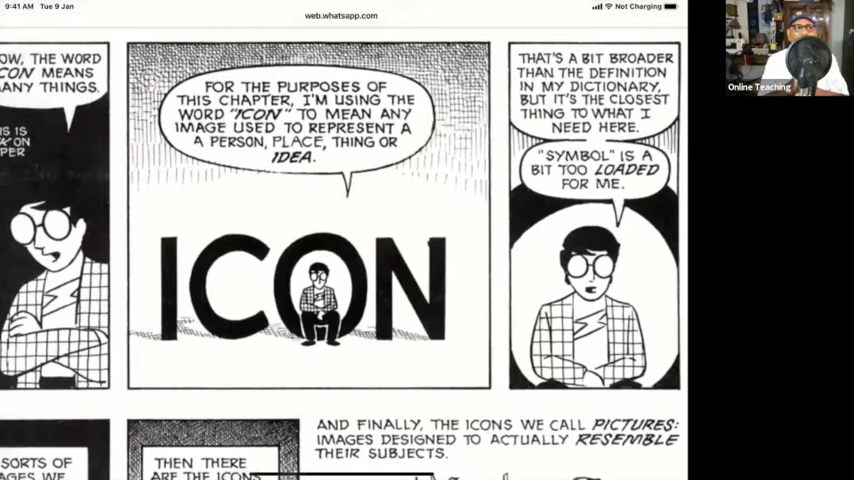 9:41 AM Tue 9 Jan
Not Charging
web.whatsapp.com
OW, THE WORD
CON MEANS
ANY THINGS.
IS IS
ON
PER
FOR THE PURPOSES OF
THIS CHAPTER, I'M USING THE
WORD "ICON" TO MEAN ANY
IMAGE USED TO REPRESENT A
A PERSON, PLACE, THING OR
IDEA.
ICON
THAT'S A BIT BROADER
THAN THE DEFINITION
IN MY DICTIONARY,
BUT IT'S THE CLOSEST
THING TO WHAT I
NEED HERE.
"SYMBOL" IS A
BIT TOO LOADED
FOR ME.
SORTS OF
AGES WE
THEN THERE
ARE THE ICONS
AND FINALLY, THE ICONS WE CALL PICTURES:
IMAGES DESIGNED TO ACTUALLY RESEMBLE
THEIR SUBJECTS.
Online Teaching